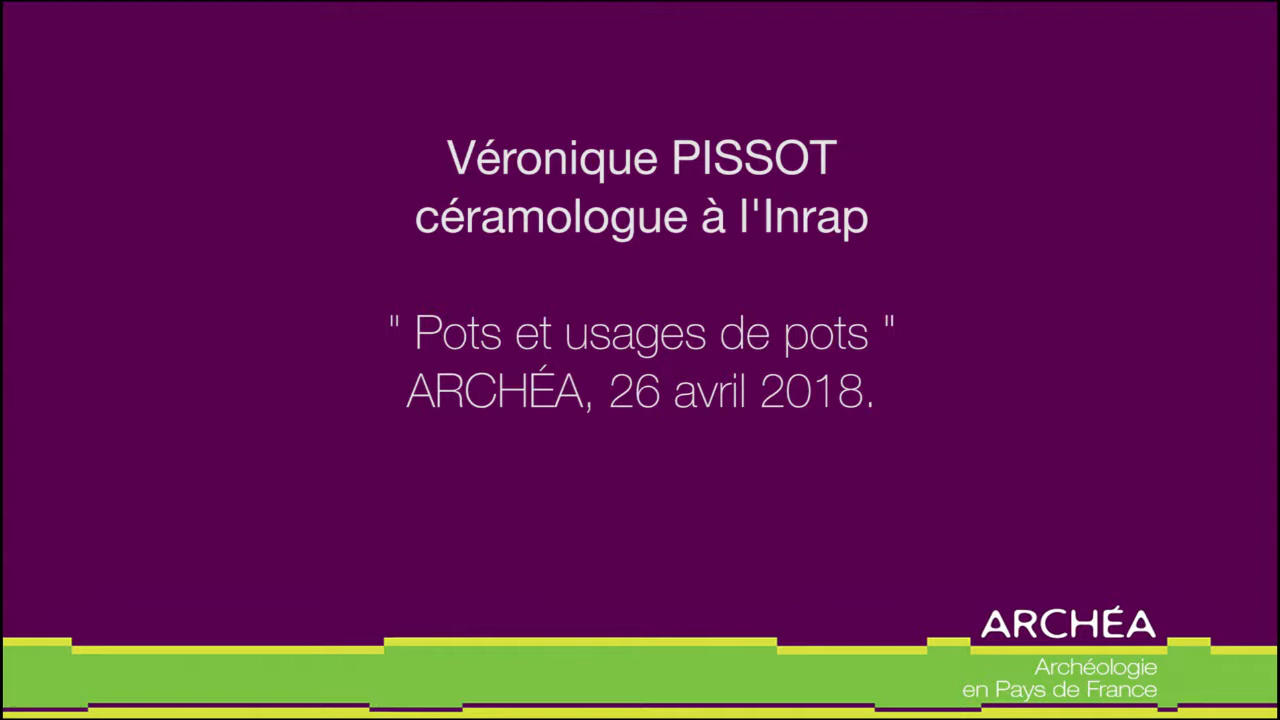 Véronique PISSOT
céramologue à l'Inrap
" Pots et usages de pots "
ARCHÉA, 26 avril 2018.
ARCHÉA
Archéologie
en Pays de France